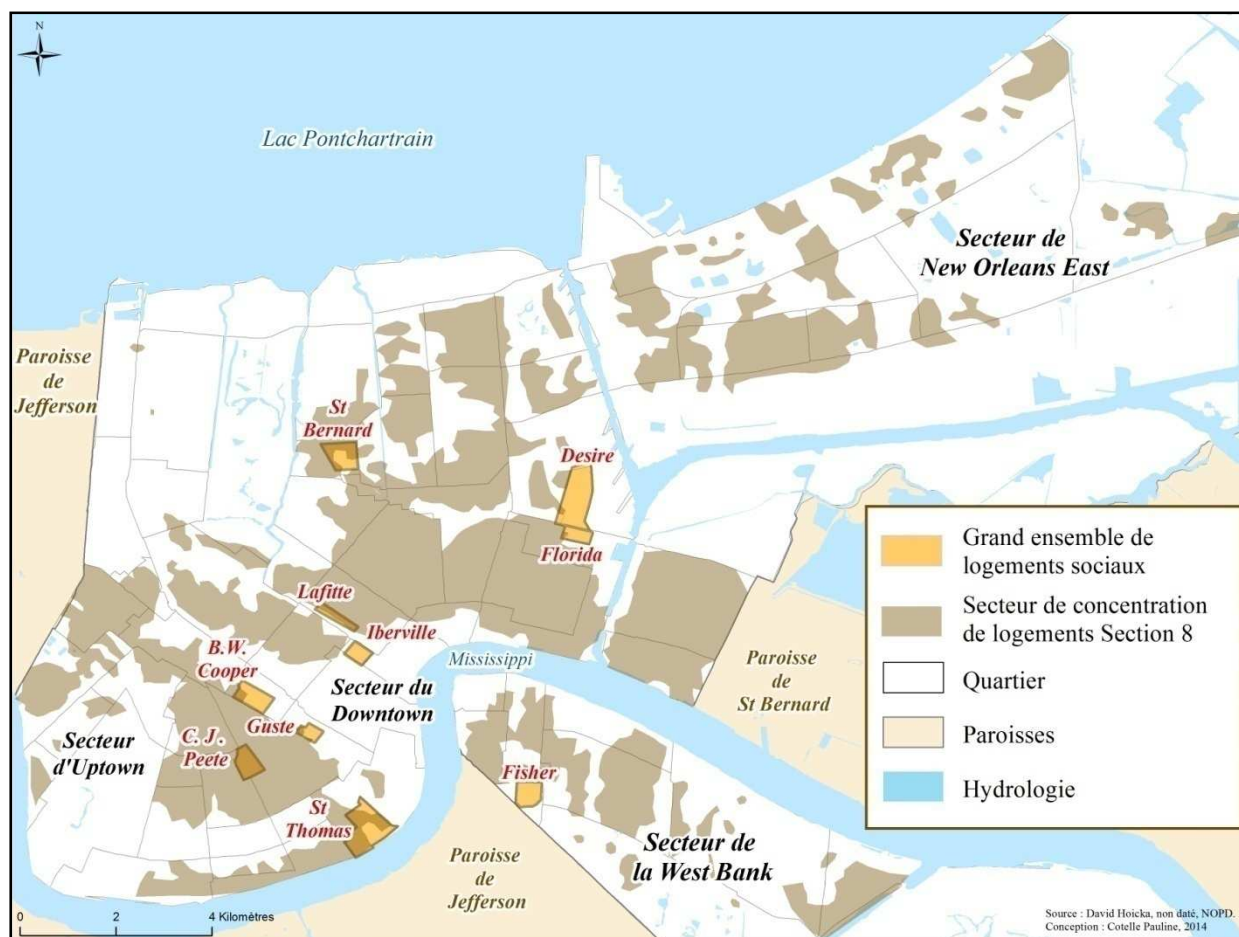 N
Lac Pontchartrain
Secteur de
New Orleans East
Paroisse
de
Jefferson
St
Bernard
Desire
Florida
Lafitte
Iberville
B.W.
Cooper
Mississippi
Secteur du
Downtown
Guste
Secteur
d'Uptown
C. J.
Peete
St
Thomas
Fisher
Secteur de
la West Bank
Paroisse
de
Jefferson
Paroisse
de
St Bernard
Grand ensemble de
logements sociaux
Secteur de concentration
de logements Section 8
Quartier
Paroisses
Hydrologie
0 2 4 Kilomètres
Source : David Hoicka, non daté, NOPD.
Conception : Cotelle Pauline, 2014